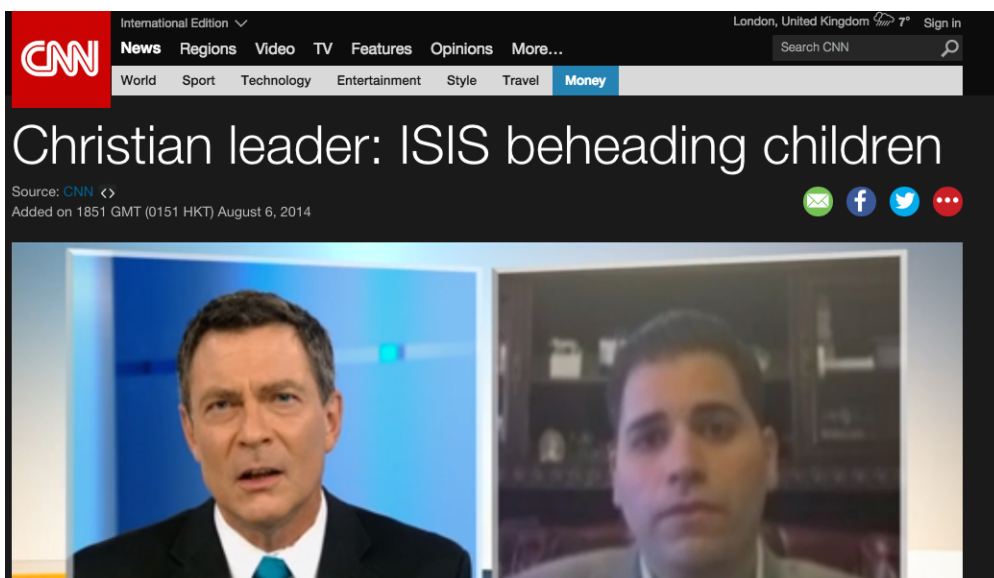 International Edition
London, United Kingdom 7° Sign in
CNN
News Regions Video TV Features Opinions More...
Search CNN
World Sport Technology Entertainment Style Travel Money
Christian leader: ISIS beheading children
Source: CNN <>
Added on 1851 GMT (0151 HKT) August 6, 2014